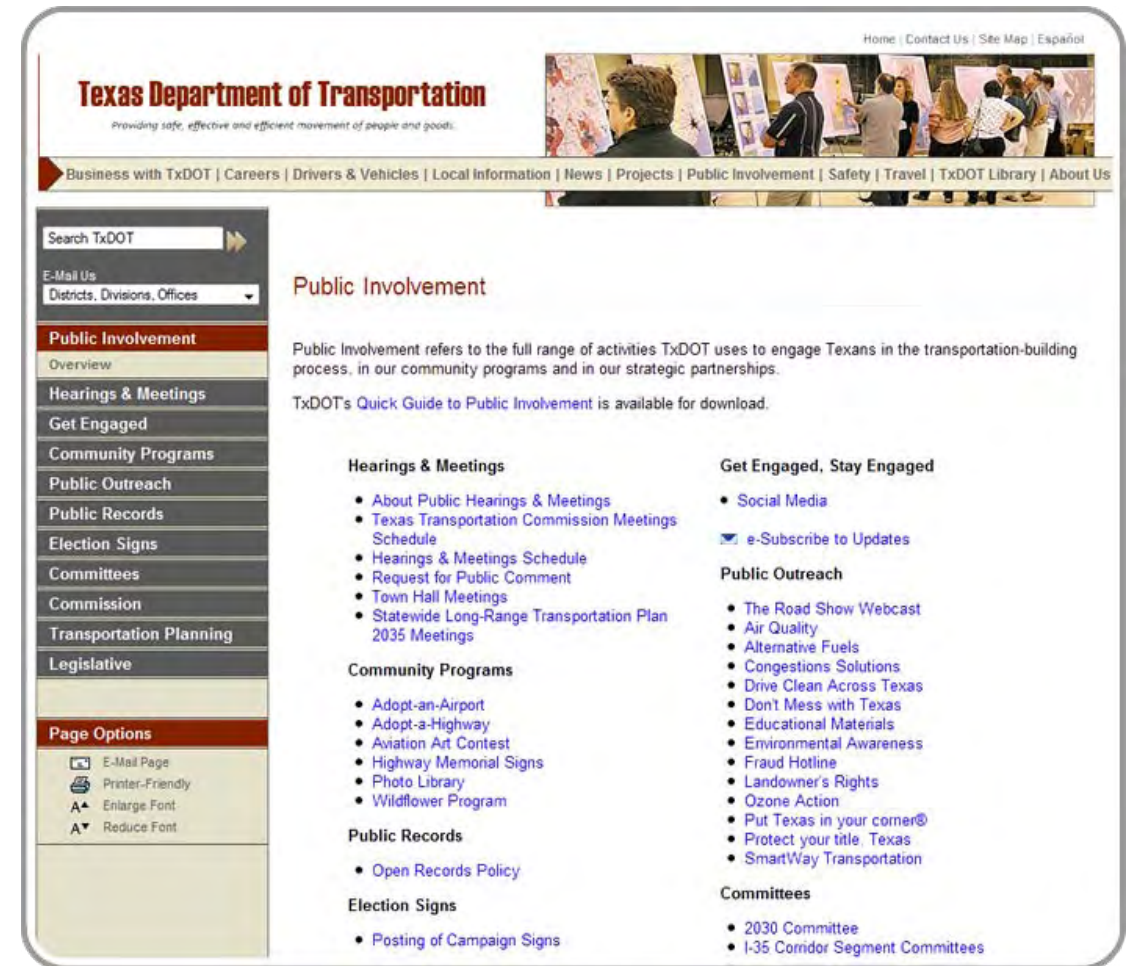 Home | Contact Us | Site Map | Español
Texas Department of Transportation
Providing safe, effective and efficient movement of people and goods.
Business with TxDOT | Careers | Drivers & Vehicles | Local Information | News | Projects | Public Involvement | Safety | Travel | TxDOT Library | About Us
Search TxDOT
E-Mail Us
Districts, Divisions, Offices
Public Involvement
Overview
Hearings & Meetings
Get Engaged
Community Programs
Public Outreach
Public Records
Election Signs
Committees
Commission
Transportation Planning
Legislative
Page Options
E-Mail Page
Printer-Friendly
A Enlarge Font
A Reduce Font
Public Involvement
Public Involvement refers to the full range of activities TxDOT uses to engage Texans in the transportation-building
process, in our community programs and in our strategic partnerships.
TxDOT's Quick Guide to Public Involvement is available for download.
Hearings & Meetings
• About Public Hearings & Meetings
• Texas Transportation Commission Meetings
Schedule
• Hearings & Meetings Schedule
• Request for Public Comment
• Town Hall Meetings
• Statewide Long-Range Transportation Plan
2035 Meetings
Community Programs
• Adopt-an-Airport
• Adopt-a-Highway
• Aviation Art Contest
• Highway Memorial Signs
• Photo Library
• Wildflower Program
Public Records
• Open Records Policy
Election Signs
• Posting of Campaign Signs
Get Engaged, Stay Engaged
• Social Media
e-Subscribe to Updates
Public Outreach
• The Road Show Webcast
• Air Quality
• Alternative Fuels
• Congestions Solutions
• Drive Clean Across Texas
• Don't Mess with Texas
• Educational Materials
• Environmental Awareness
• Fraud Hotline
• Landowner's Rights
• Ozone Action
• Put Texas in your corner®
• Protect your title, Texas
• SmartWay Transportation
Committees
• 2030 Committee
• I-35 Corridor Segment Committees